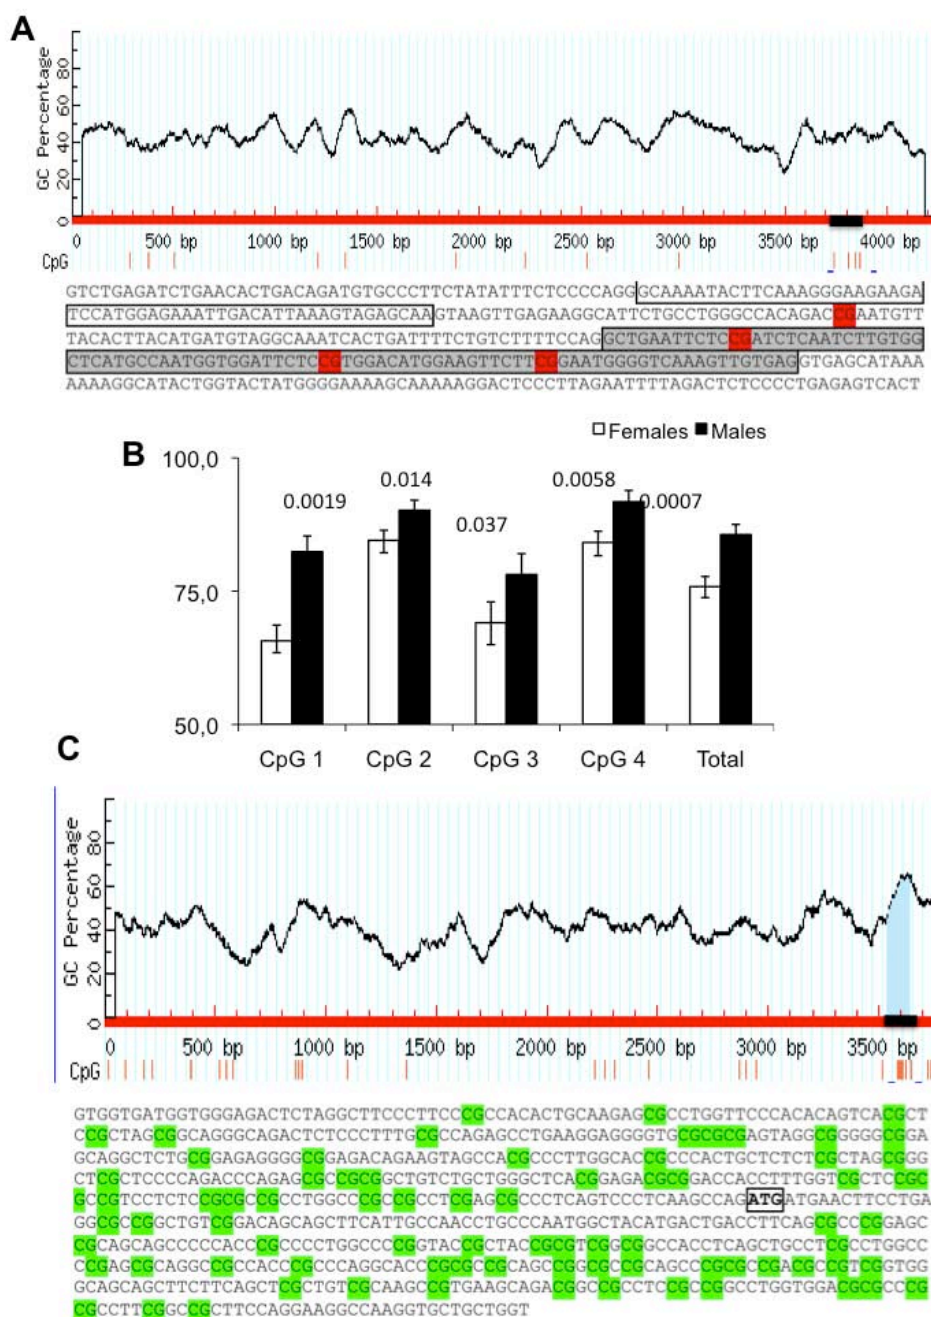 A
GC Percentage
80
60
40
20
0
0 500 bp 1000 bp 1500 bp 2000 bp 2500 bp 3000 bp 3500 bp 4000 bp
CpG
GTCTGAGATCTGAACACTGACAGATGTGCCCTTCTATATTTCTCCCCAGGGCAAAATACTTCAAAGGGAAGAAGA
TCCATGGAGAAATTGACATTAAAGTAGAGCAAGTAAGTTGAGAAGGCATTCTGCCTGGGCCACAGACCGAATGTT
TACACTTACATGATGTAGGCAAATCACTGATTTTCTGTCTTTTCCAGGCTGAATTCTCCGATCTCAATCTTGTGG
CTCATGCCAATGGTGGATTCTCCGTGGACATGGAAGTTCTTCGGAATGGGGTCAAAGTTGTGAGGTGAGCATAAA
AAAAGGCATACTGGTACTATGGGGAAAAGCAAAAAGGACTCCCTTAGAATTTTAGACTCTCCCCTGAGAGTCACT
B
Females Males
100,0
75,0
50,0
0.0019
0.014
0.037
0.0058
0.0007
CpG 1 CpG 2 CpG 3 CpG 4 Total
C
GC Percentage
80
60
40
20
0
0 500 bp 1000 bp 1500 bp 2000 bp 2500 bp 3000 bp 3500 bp
CpG
GTGGTGATGGTGGGAGACTCTAGGCTTCCCTTCCCGCCACACTGCAAGAGCGCCTGGTTCCCACACAGTCACGCT
CCGCTAGCGGCAGGGCAGACTCTCCCTTTGCGCCAGAGCCTGAAGGAGGGGTGCGCGCGAGTAGGCGGGGGCGGA
GCAGGCTCTGCGGAGAGGGGCGGAGACAGAAGTAGCCACGCCCTTGGCACCGCCCACTGCTCTCTCGCTAGCGGG
CTCGCTCCCCAGACCCAGAGCGCCGCGGCTGTCTGCTGGGCTCACGGAGACGCGGACCACCTTTTGGTCGCTCGC
GCCGTCCTCTCCGCGCCGCCTGGCCCGCCGCCTCGAGCGCCCTCAGTCCCTCAAGCCAGATGATGAACTTCCTGA
GGCGCCGGCTGTCGGACAGCAGCTTCATTGCCAACCTGCCCAATGGCTACATGACTGACCTTCAGCGCCCGGAGC
CGCAGCAGCCCCCACCCGCCCCTGGCCCCGGTACCGCTACCGCGTCGGCGGCCACCTCAGCTGCCTCGCCTGGCC
CCGAGCGCAGGCCGCCACCCGCCCAGGCACCCGCGCCGCAGCCGGCGCCGCAGCCCGCGCCGACGCCGTCGGTGG
GCAGCAGCTTCTTCAGCTCGCTGTCGCAAGCCGTGAAGCAGACGGCCGCCTCCGCCGGCCTGGTGGACGCGCCCG
CGCCTTCGGCCGCTTCCAGGAAGGCCAAGGTGCTGCTGGT